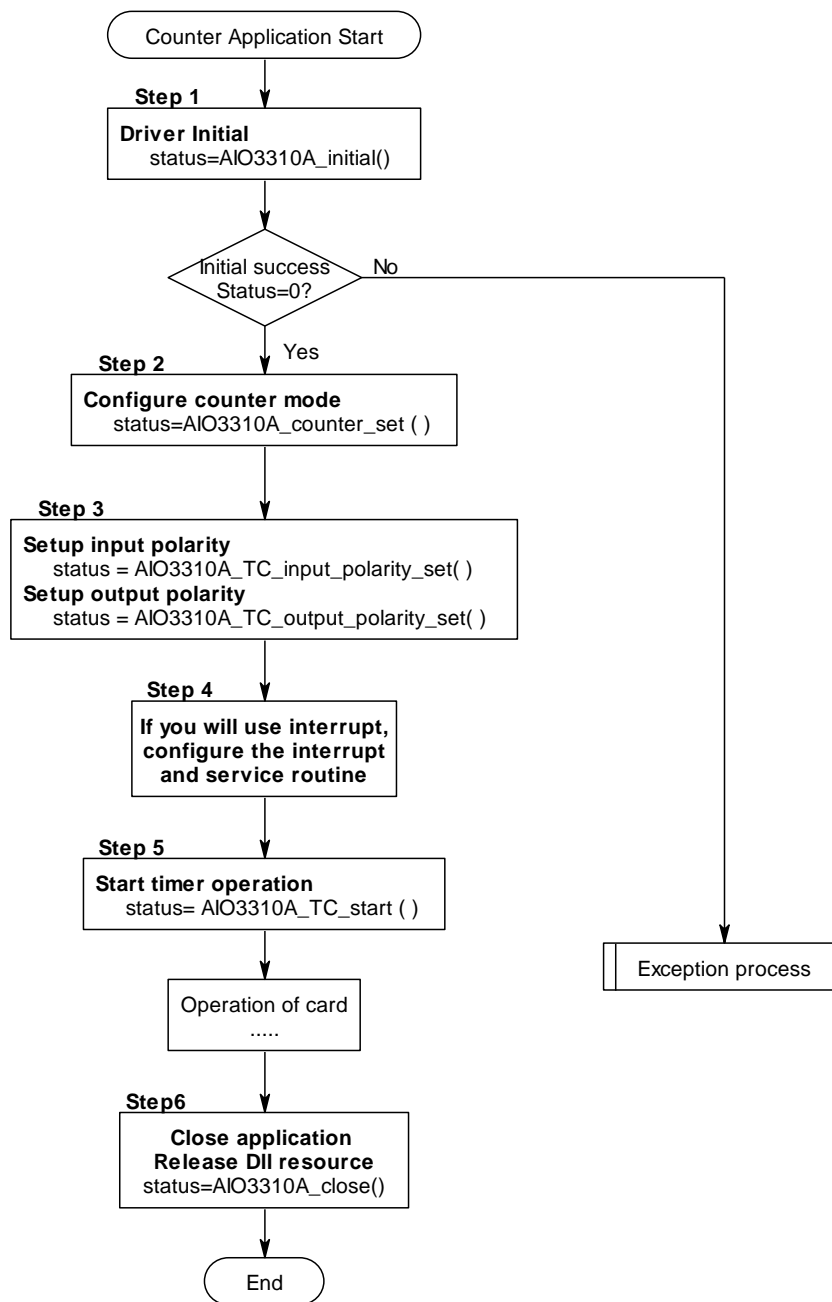 Counter Application Start
Step 1
Driver Initial
status=AIO3310A_initial()
Initial success
Status=0?
No
Yes
Step 2
Configure counter mode
status=AIO3310A_counter_set ( )
Step 3
Setup input polarity
status = AIO3310A_TC_input_polarity_set( )
Setup output polarity
status = AIO3310A_TC_output_polarity_set( )
Step 4
If you will use interrupt,
configure the interrupt
and service routine
Step 5
Start timer operation
status= AIO3310A_TC_start ( )
Exception process
Operation of card
.....
Step6
Close application
Release Dll resource
status=AIO3310A_close()
End